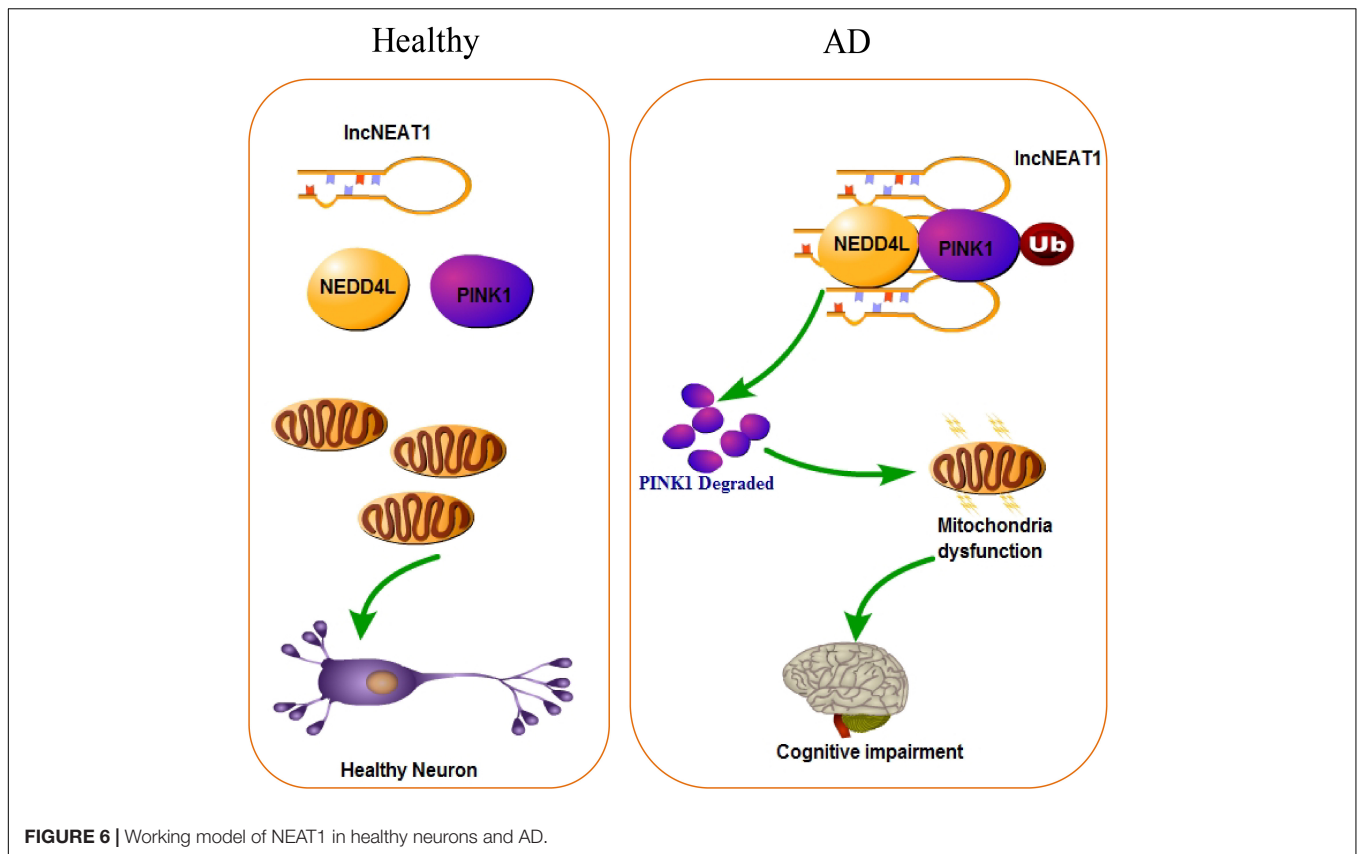 Healthy
lncNEAT1
NEDD4L
PINK1
Healthy Neuron
AD
lncNEAT1
NEDD4L
PINK1
Ub
PINK1 Degraded
Mitochondria
dysfunction
Cognitive impairment
FIGURE 6 | Working model of NEAT1 in healthy neurons and AD.